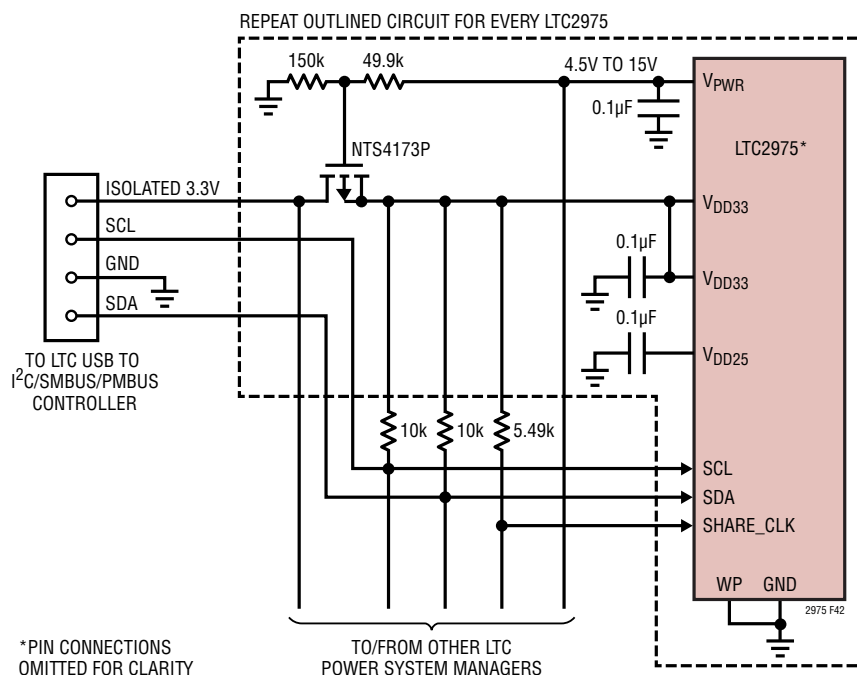 REPEAT OUTLINED CIRCUIT FOR EVERY LTC2975
150k
49.9k
4.5V TO 15V
VPWR
0.1µF
LTC2975*
NTS4173P
ISOLATED 3.3V
VDD33
SCL
0.1µF
GND
VDD33
SDA
0.1µF
VDD25
TO LTC USB TO
I2C/SMBUS/PMBUS
CONTROLLER
10k
10k
5.49k
SCL
SDA
SHARE_CLK
WP
GND
2975 F42
*PIN CONNECTIONS
OMITTED FOR CLARITY
TO/FROM OTHER LTC
POWER SYSTEM MANAGERS